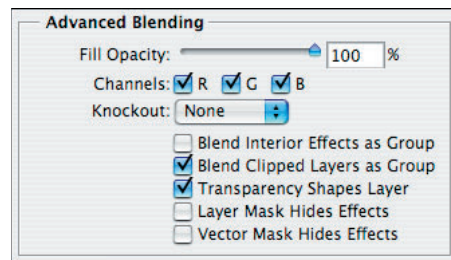 Advanced Blending
Fill Opacity: 100 %
Channels: R G B
Knockout: None
Blend Interior Effects as Group
Blend Clipped Layers as Group
Transparency Shapes Layer
Layer Mask Hides Effects
Vector Mask Hides Effects